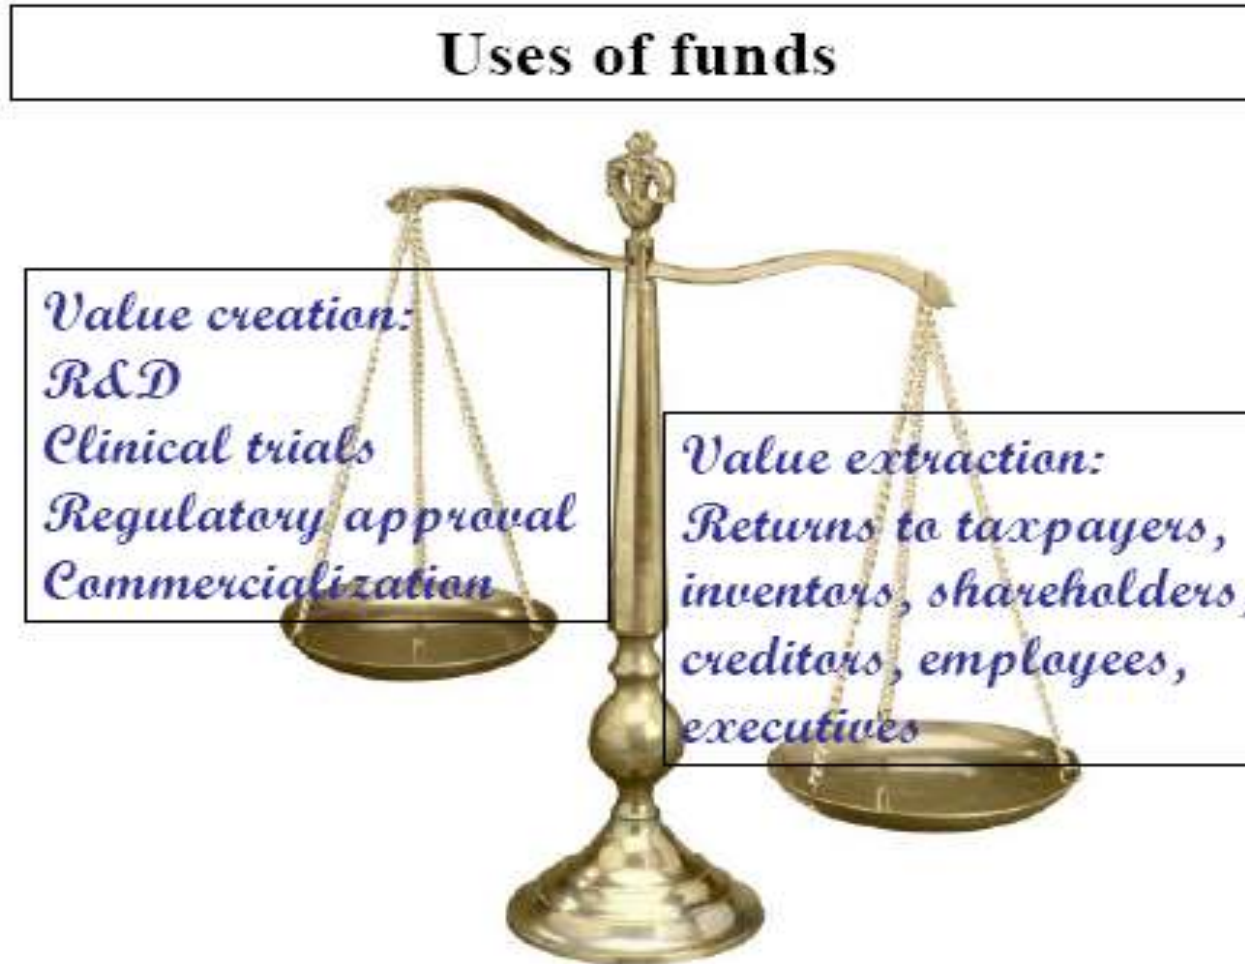 Uses of funds
Value creation:
R&D
Clinical trials
Regulatory approval
Commercialization
Value extraction:
Returns to taxpayers,
inventors, shareholders,
creditors, employees,
executives